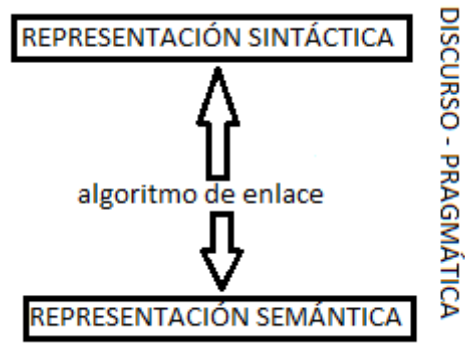 REPRESENTACIÓN SINTÁCTICA
algoritmo de enlace
REPRESENTACIÓN SEMÁNTICA
DISCURSO - PRAGMÁTICA